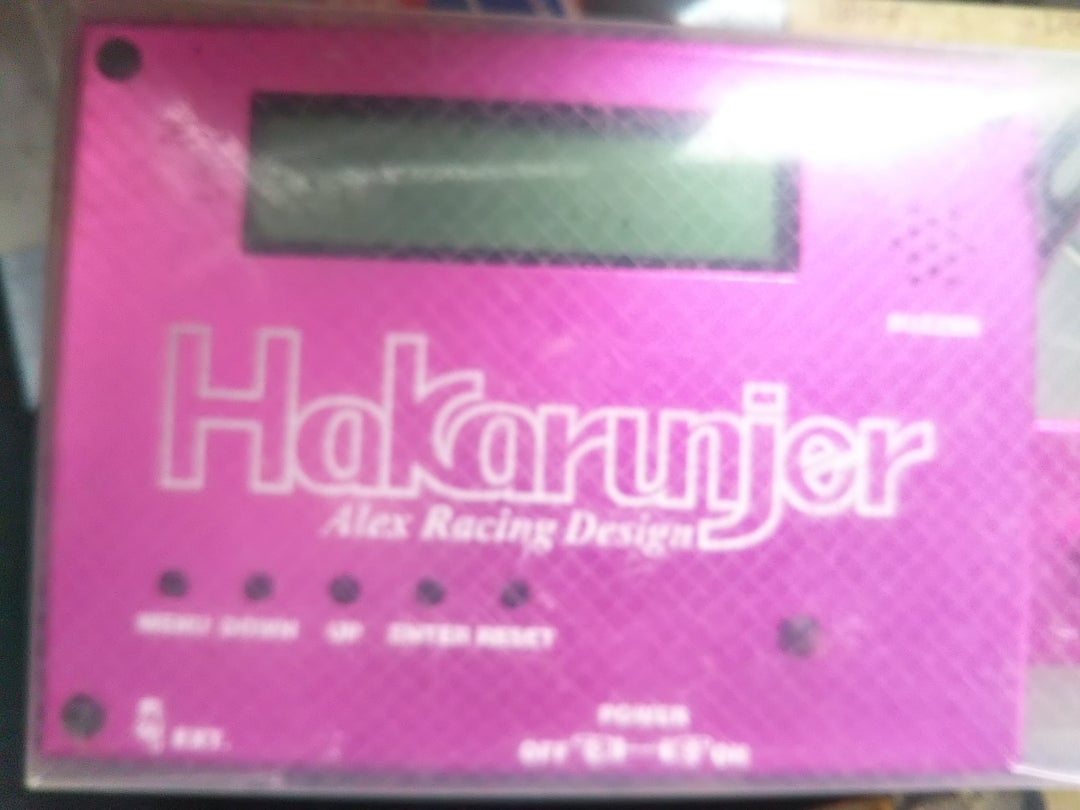 BUZZER
Hakarunjer
Alex Racing Design
MENU DOWN UP ENTER RESET
POWER
EXT.
OFF ON